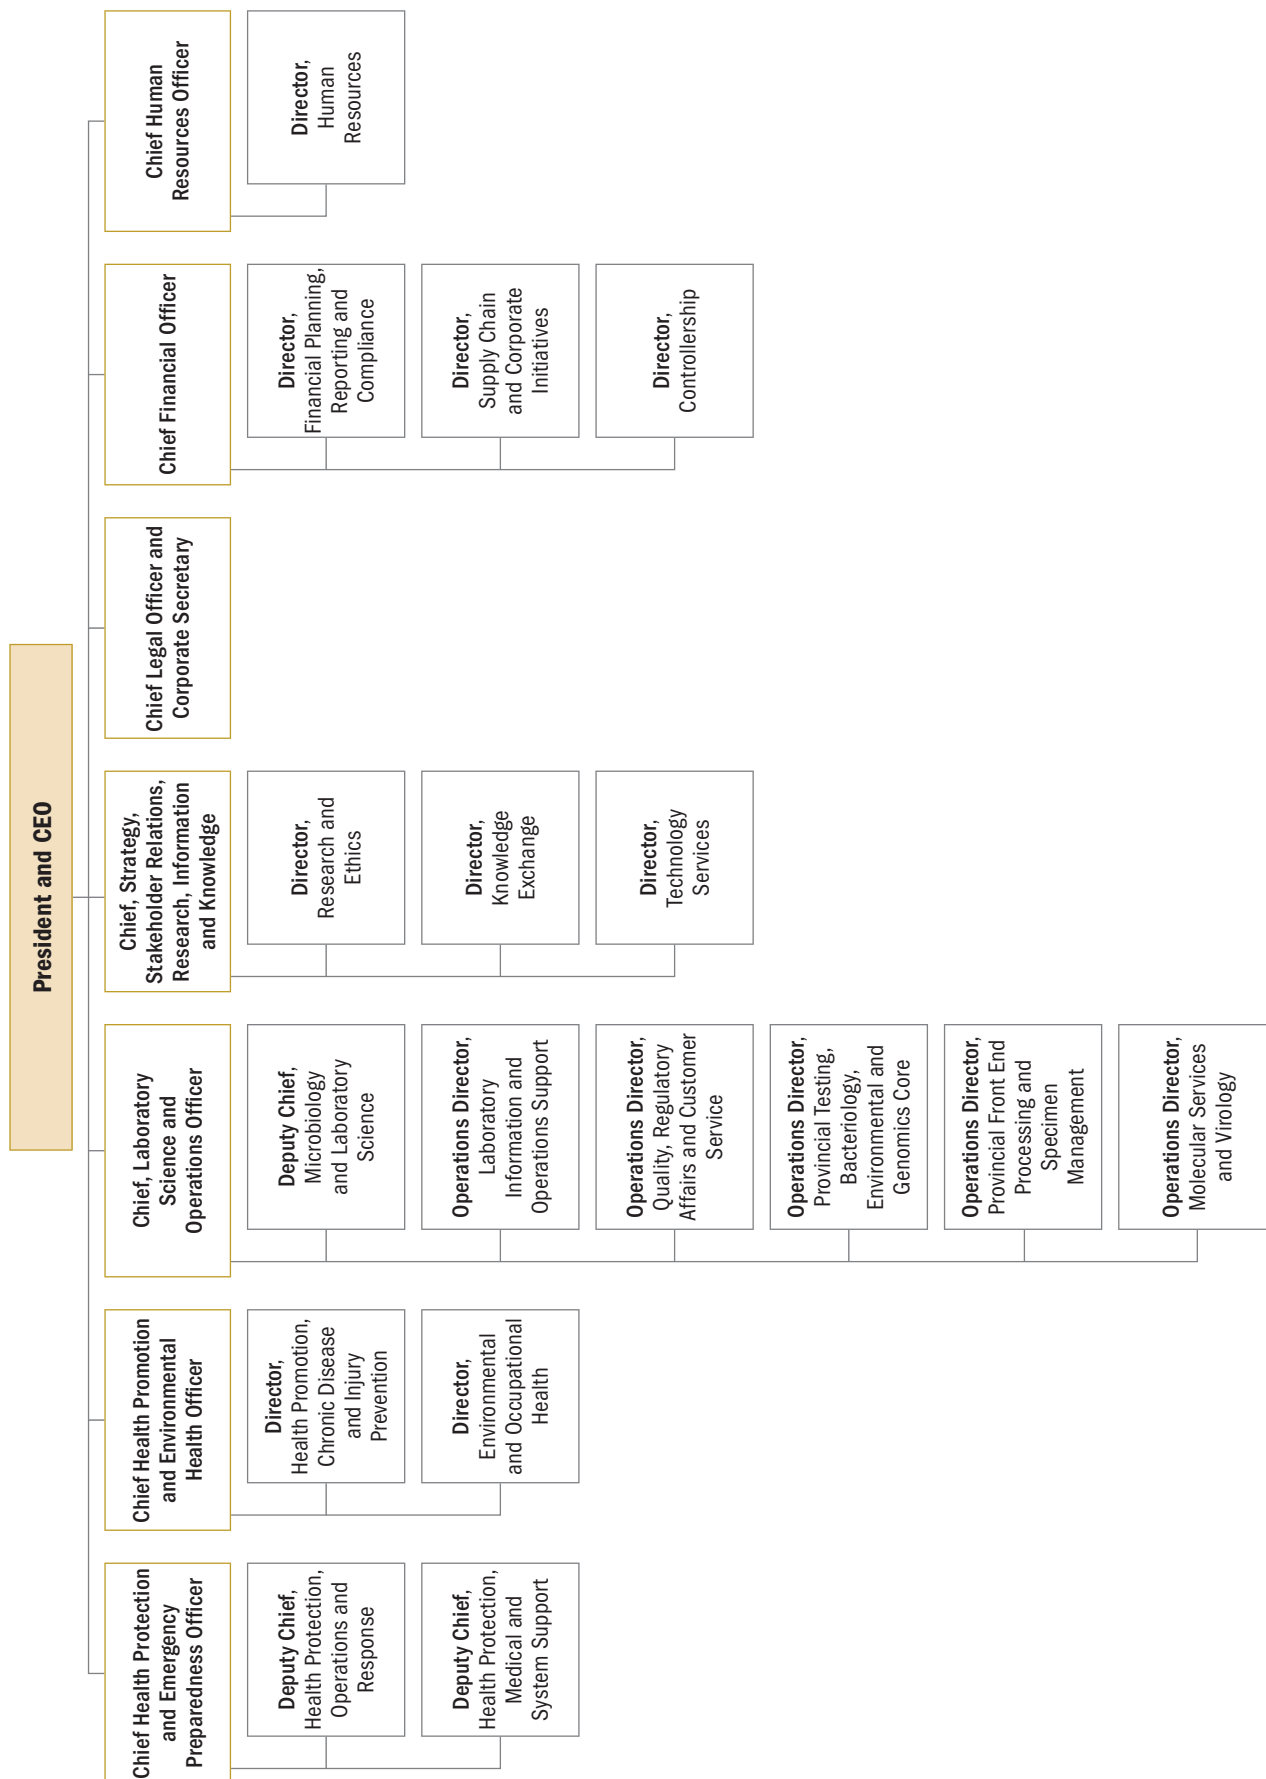 President and CEO
Chief Health Protection
and Emergency
Preparedness Officer
Deputy Chief,
Health Protection,
Operations and
Response
Deputy Chief,
Health Protection,
Medical and
System Support
Chief Health Promotion
and Environmental
Health Officer
Director,
Health Promotion,
Chronic Disease
and Injury
Prevention
Director,
Environmental
and Occupational
Health
Chief, Laboratory
Science and
Operations Officer
Deputy Chief,
Microbiology
and Laboratory
Science
Operations Director,
Laboratory
Information and
Operations Support
Operations Director,
Quality, Regulatory
Affairs and Customer
Service
Operations Director,
Provincial Testing,
Bacteriology,
Environmental and
Genomics Core
Operations Director,
Provincial Front End
Processing and
Specimen
Management
Operations Director,
Molecular Services
and Virology
Chief, Strategy,
Stakeholder Relations,
Research, Information
and Knowledge
Director,
Research and
Ethics
Director,
Knowledge
Exchange
Director,
Technology
Services
Chief Legal Officer and
Corporate Secretary
Chief Financial Officer
Director,
Financial Planning,
Reporting and
Compliance
Director,
Supply Chain
and Corporate
Initiatives
Director,
Controllership
Chief Human
Resources Officer
Director,
Human
Resources